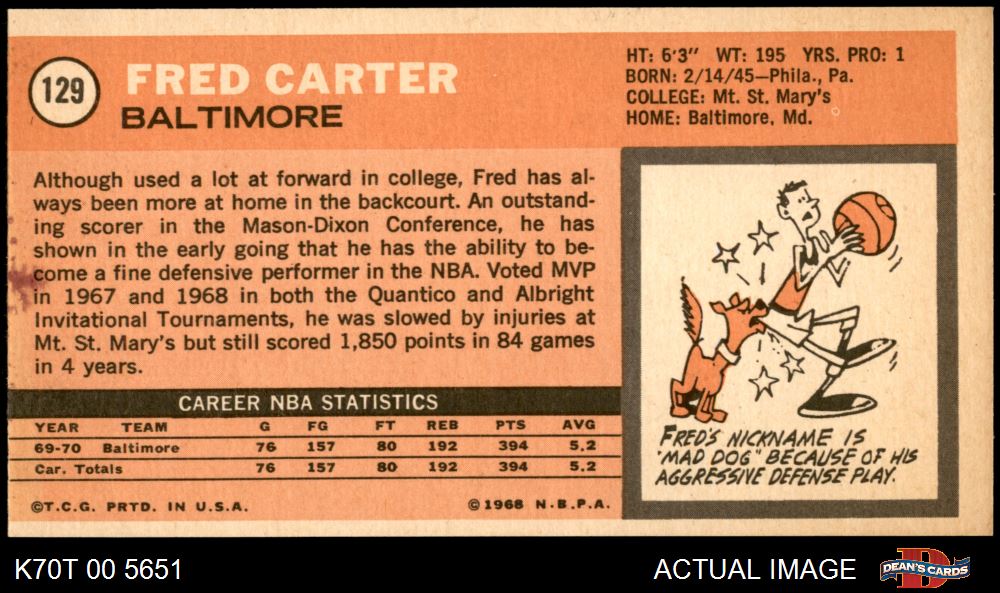 129
FRED CARTER
BALTIMORE
HT: 6'3" WT: 195 YRS. PRO: 1
BORN: 2/14/45—Phila., Pa.
COLLEGE: Mt. St. Mary's
HOME: Baltimore, Md.
Although used a lot at forward in college, Fred has al-
ways been more at home in the backcourt. An outstand-
ing scorer in the Mason-Dixon Conference, he has
shown in the early going that he has the ability to be-
come a fine defensive performer in the NBA. Voted MVP
in 1967 and 1968 in both the Quantico and Albright
Invitational Tournaments, he was slowed by injuries at
Mt. St. Mary's but still scored 1,850 points in 84 games
in 4 years.
CAREER NBA STATISTICS
YEAR TEAM G FG FT REB PTS AVG
69-70 Baltimore 76 157 80 192 394 5.2
Car. Totals 76 157 80 192 394 5.2
©T.C.G. PRTD. IN U.S.A. ©1968 N.B.P.A.
FRED'S NICKNAME IS
"MAD DOG" BECAUSE OF HIS
AGGRESSIVE DEFENSE PLAY.
K70T 00 5651
ACTUAL IMAGE
D
DEAN'S CARDS